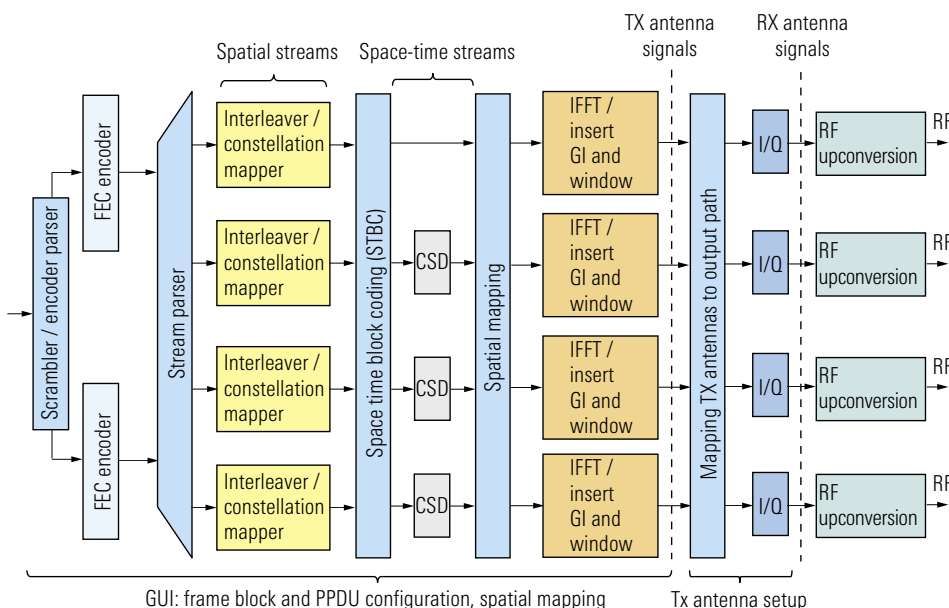 Spatial streams
Space-time streams
TX antenna
signals
RX antenna
signals
Scrambler / encoder parser
FEC encoder
FEC encoder
Stream parser
Interleaver /
constellation
mapper
Interleaver /
constellation
mapper
Interleaver /
constellation
mapper
Interleaver /
constellation
mapper
Space time block coding (STBC)
CSD
CSD
CSD
Spatial mapping
IFFT /
insert
GI and
window
IFFT /
insert
GI and
window
IFFT /
insert
GI and
window
IFFT /
insert
GI and
window
Mapping TX antennas to output path
I/Q
I/Q
I/Q
I/Q
RF
upconversion
RF
RF
upconversion
RF
RF
upconversion
RF
RF
upconversion
RF
GUI: frame block and PPDU configuration, spatial mapping
Tx antenna setup